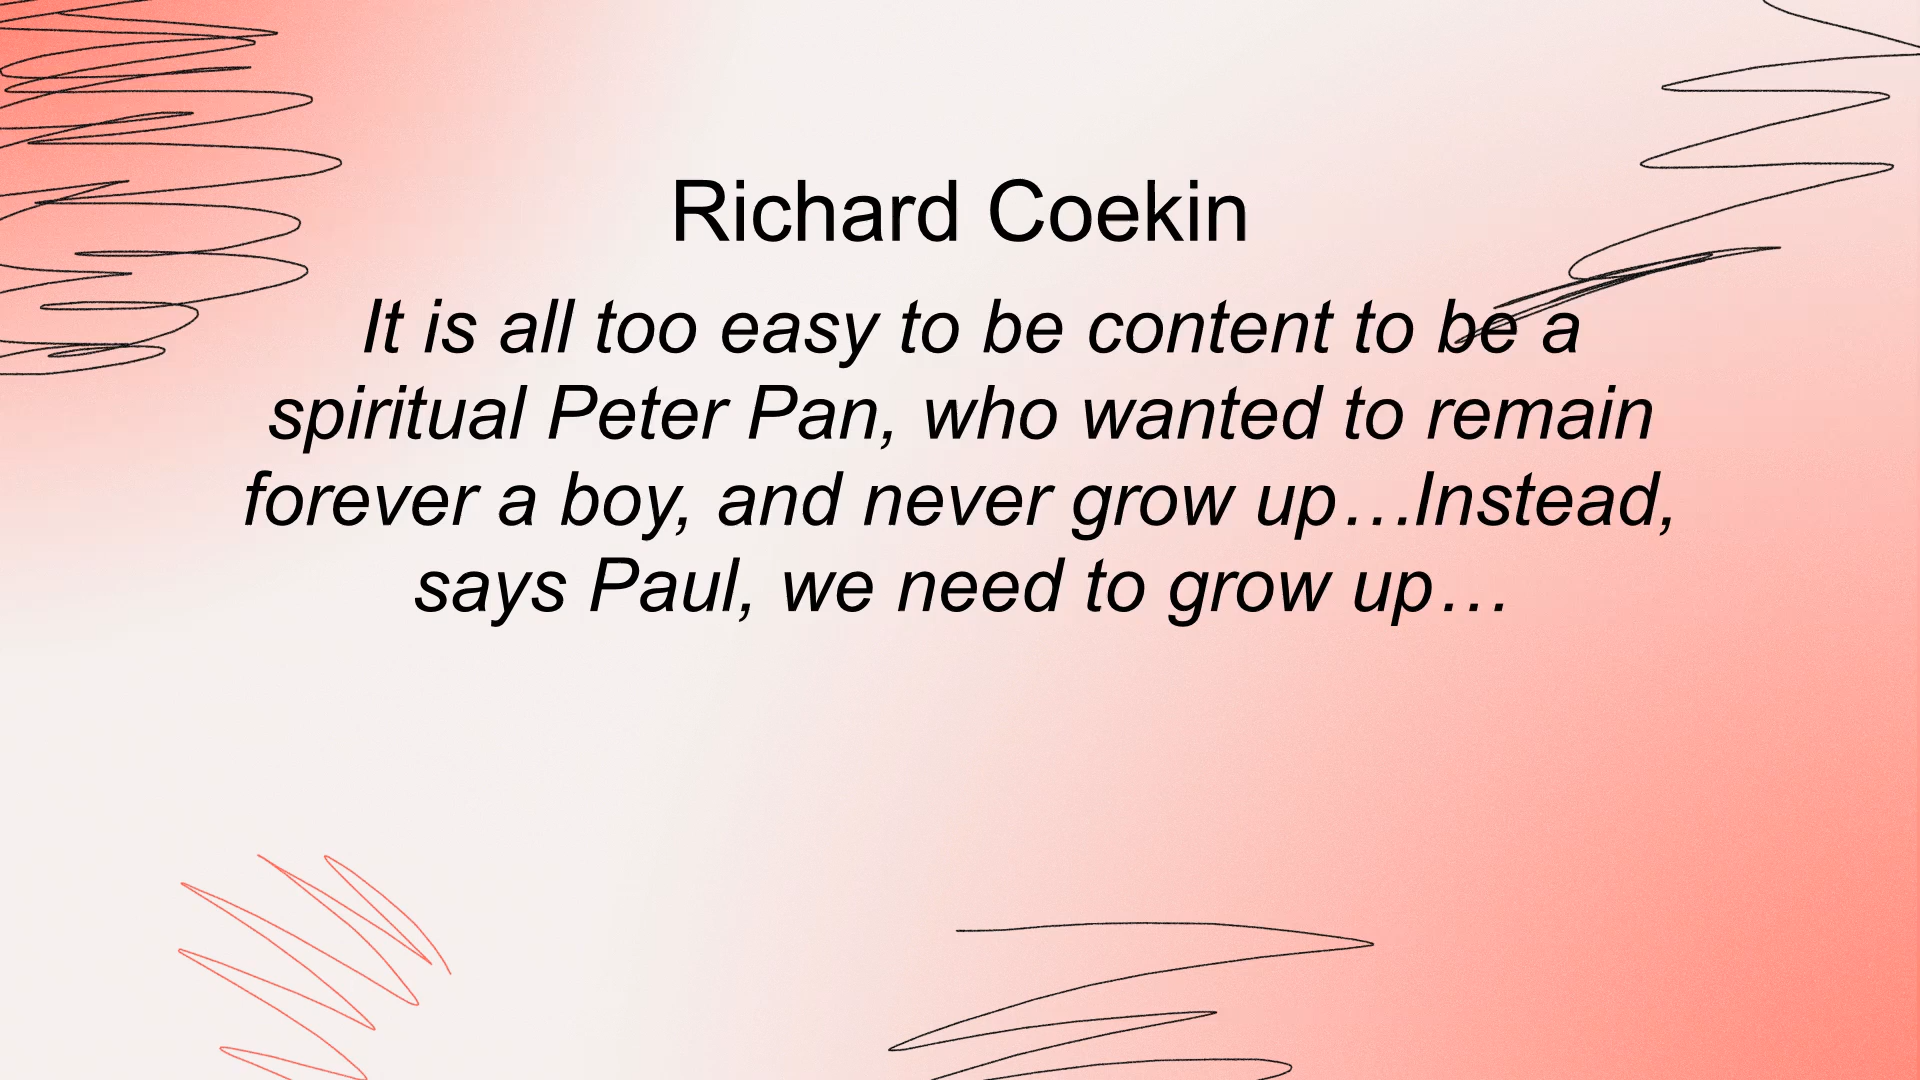 Richard Coekin
It is all too easy to be content to be a
spiritual Peter Pan, who wanted to remain
forever a boy, and never grow up…Instead,
says Paul, we need to grow up…